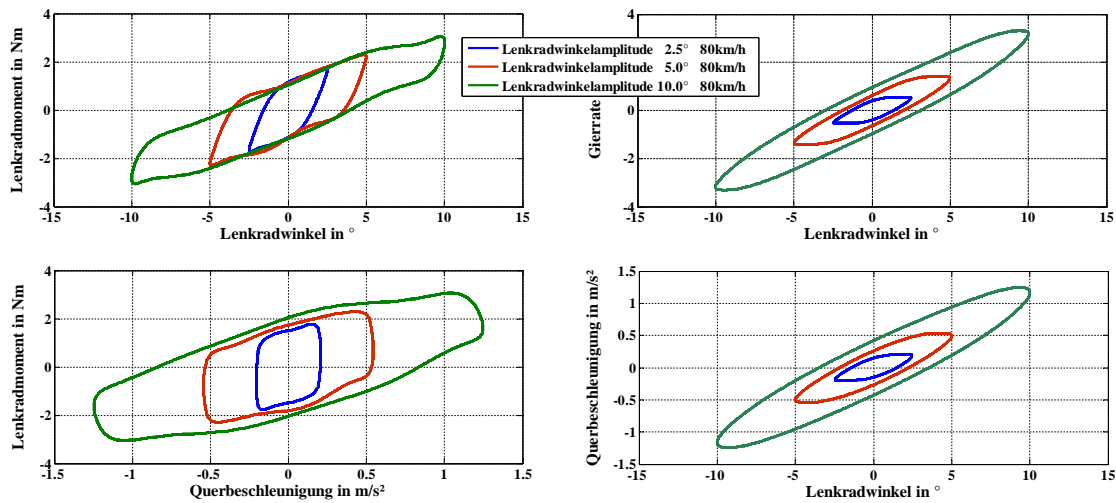 Lenkradmoment in Nm
4
2
0
-2
-4
-15 -10 -5 0 5 10 15
Lenkradwinkel in °
Gierrate
4
2
0
-2
-4
-15 -10 -5 0 5 10 15
Lenkradwinkel in °
Lenkradwinkelamplitude 2.5° 80km/h
Lenkradwinkelamplitude 5.0° 80km/h
Lenkradwinkelamplitude 10.0° 80km/h
Lenkradmoment in Nm
4
2
0
-2
-4
-1.5 -1 -0.5 0 0.5 1 1.5
Querbeschleunigung in m/s²
Querbeschleunigung in m/s²
1.5
1
0.5
0
-0.5
-1
-1.5
-15 -10 -5 0 5 10 15
Lenkradwinkel in °